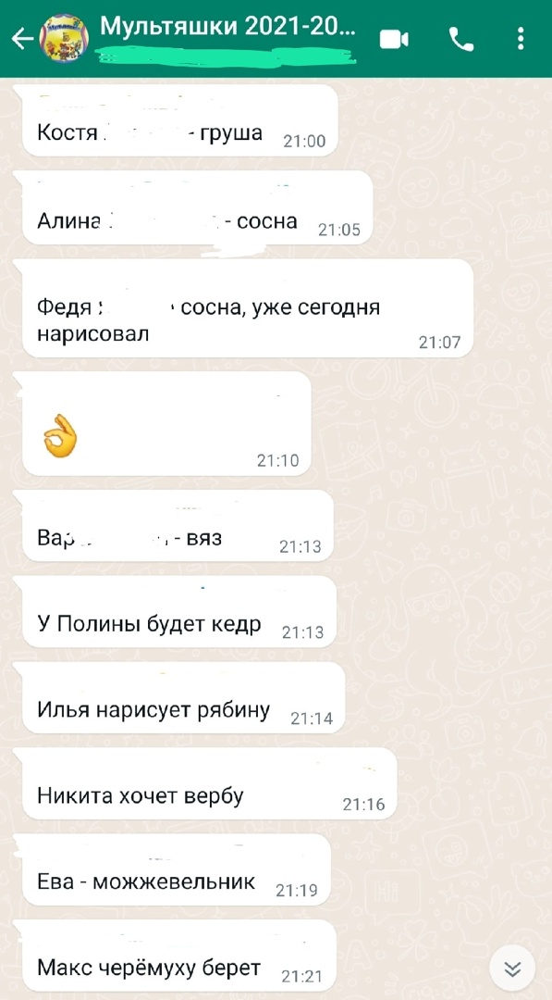 Мультяшки 2021-20...
Костя - груша 21:00
Алина - сосна 21:05
Федя сосна, уже сегодня
нарисовал 21:07
21:10
- вяз 21:13
У Полины будет кедр 21:13
Илья нарисует рябину 21:14
Никита хочет вербу 21:16
Ева - можжевельник 21:19
Макс черёмуху берет 21:21